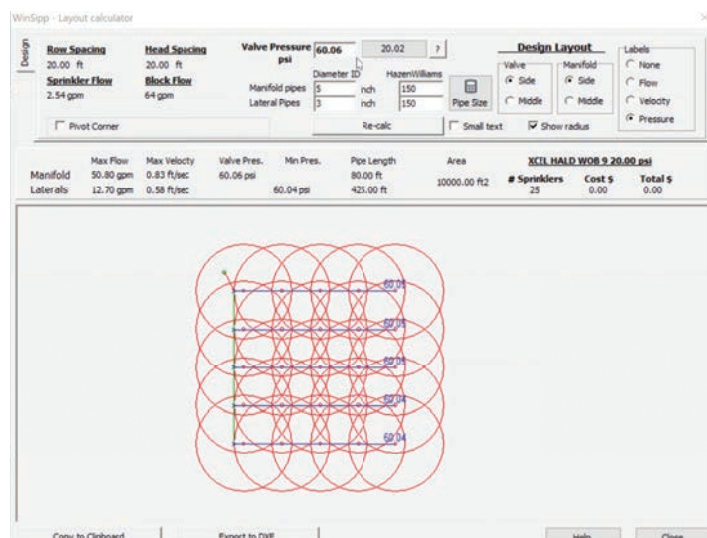 WinSipp - Layout calculator
Design
Row Spacing
20.00 ft
Head Spicing
20.00 ft
Sprinkler Flow
2.54 gpm
Block Flow
64 gpm
Pivot Corner
Valve Pressure
psi
60.06
20.02
?
Diameter ID
HazenWilliams
Manifold pipes
5
nch
150
Lateral Pipes
3
nch
150
Re-calc
Pipe Size
Design Layout
Valve
Side
Middle
Manifold
Side
Middle
Small text
Show radius
Labels
None
Flow
Velocity
Pressure
Max Flow
Max Velocty
Valve Pres.
Min Pres.
Pipe Length
Area
XCEL HALD WOB 9 20.00 psi
Manifold
50.80 gpm
0.83 ft/sec
60.06 psi
80.00 ft
10000.00 ft2
# Sprinklers
Cost $
Total $
Laterals
12.70 gpm
0.58 ft/sec
60.04 psi
425.00 ft
25
0.00
0.00
60.05
60.05
60.05
60.04
60.04
Copy to Clipboard
Export to DXF
Help
Close